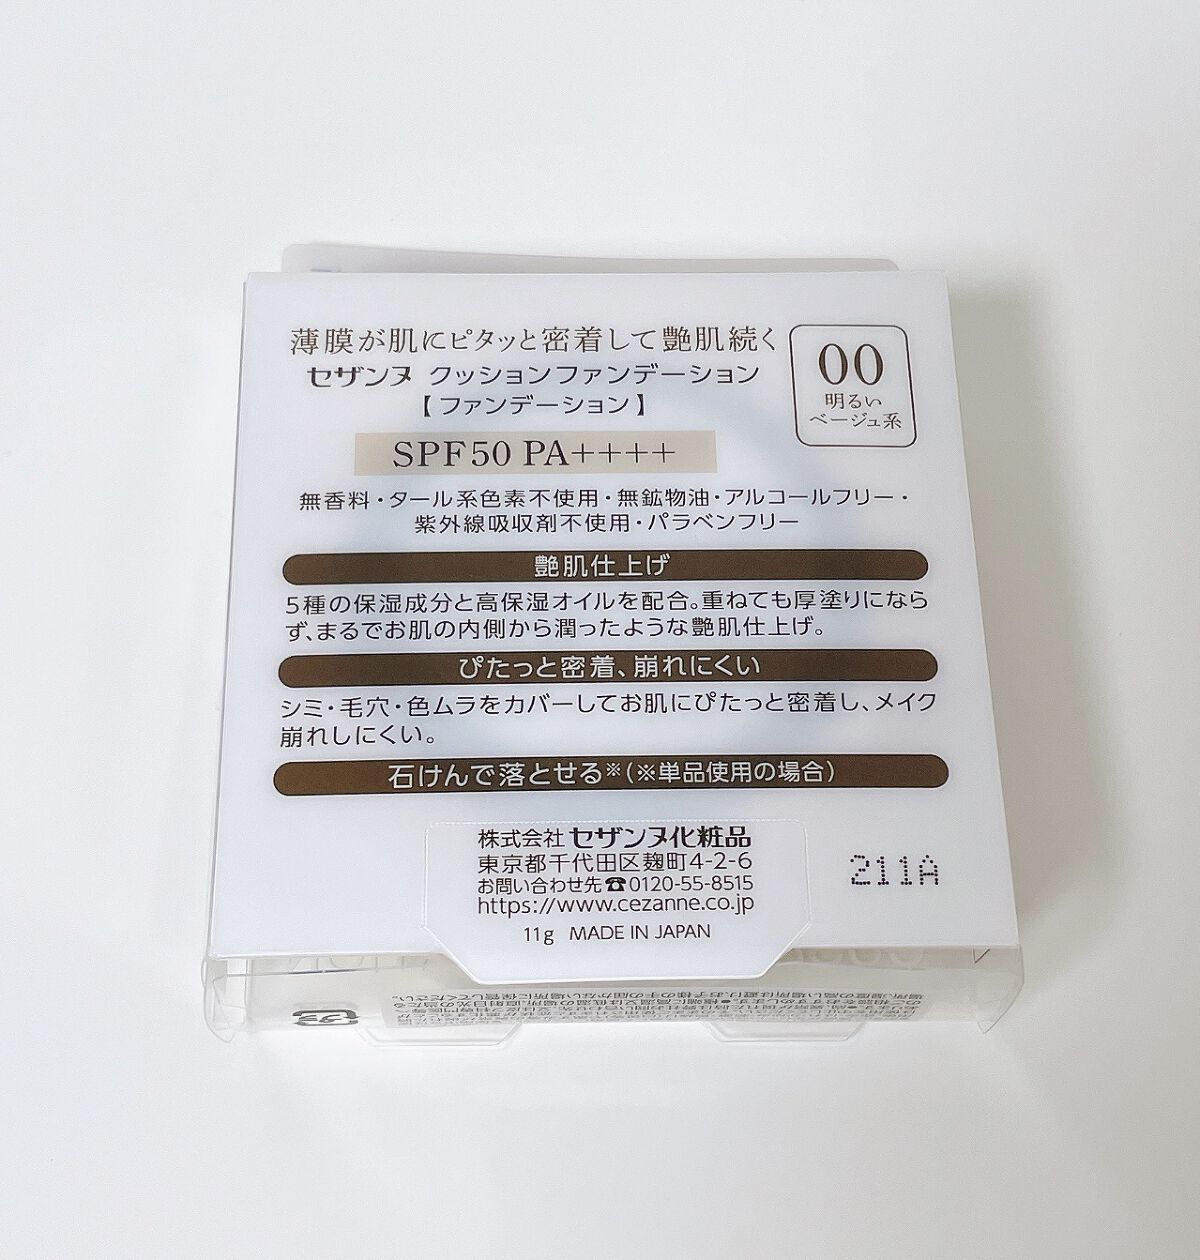 薄膜が肌にピタッと密着して艶肌続く
セザンヌ クッションファンデーション
【ファンデーション】
00
明るい
ベージュ系
SPF50 PA++++
無香料・タール系色素不使用・無鉱物油・アルコールフリー・
紫外線吸収剤不使用・パラベンフリー
艶肌仕上げ
5種の保湿成分と高保湿オイルを配合。重ねても厚塗りになら
ず、まるでお肌の内側から潤ったような艶肌仕上げ。
ぴたっと密着、崩れにくい
シミ・毛穴・色ムラをカバーしてお肌にぴたっと密着し、メイク
崩れしにくい。
石けんで落とせる※(※単品使用の場合)
株式会社 セザンヌ化粧品
東京都千代田区麹町4-2-6
お問い合わせ先☎0120-55-8515
https://www.cezanne.co.jp
11g MADE IN JAPAN
211A